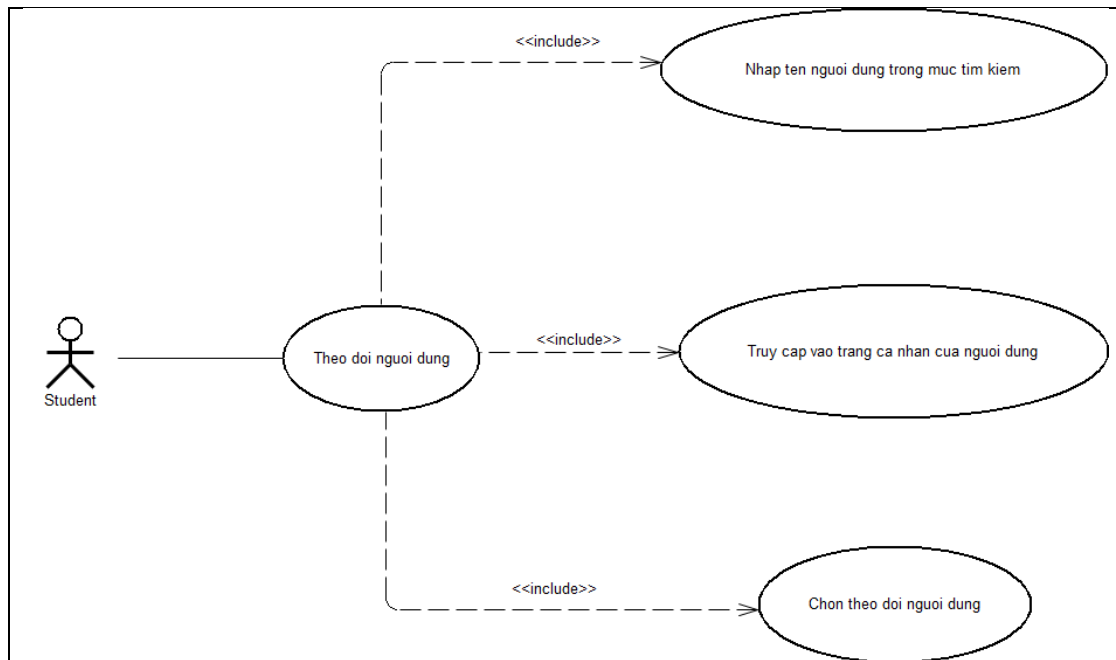 <<include>>
Nhap ten nguoi dung trong muc tim kiem
Student
Theo doi nguoi dung
<<include>>
Truy cap vao trang ca nhan cua nguoi dung
<<include>>
Chon theo doi nguoi dung